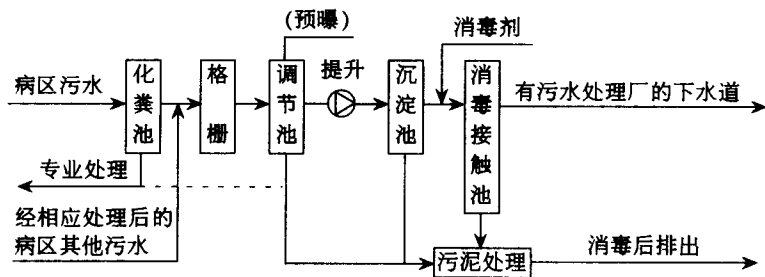 (预曝)
消毒剂
病区污水
化粪池
格栅
调节池
提升
沉淀池
消毒接触池
有污水处理厂的下水道
专业处理
经相应处理后的
病区其他污水
污泥处理
消毒后排出